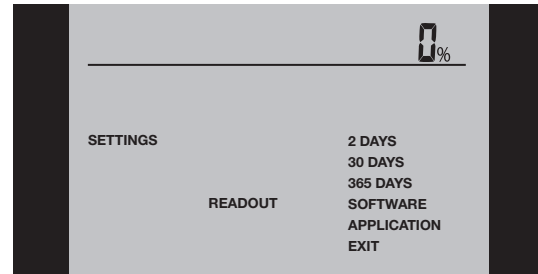 0%
SETTINGS 2 DAYS
30 DAYS
365 DAYS
READOUT SOFTWARE
APPLICATION
EXIT